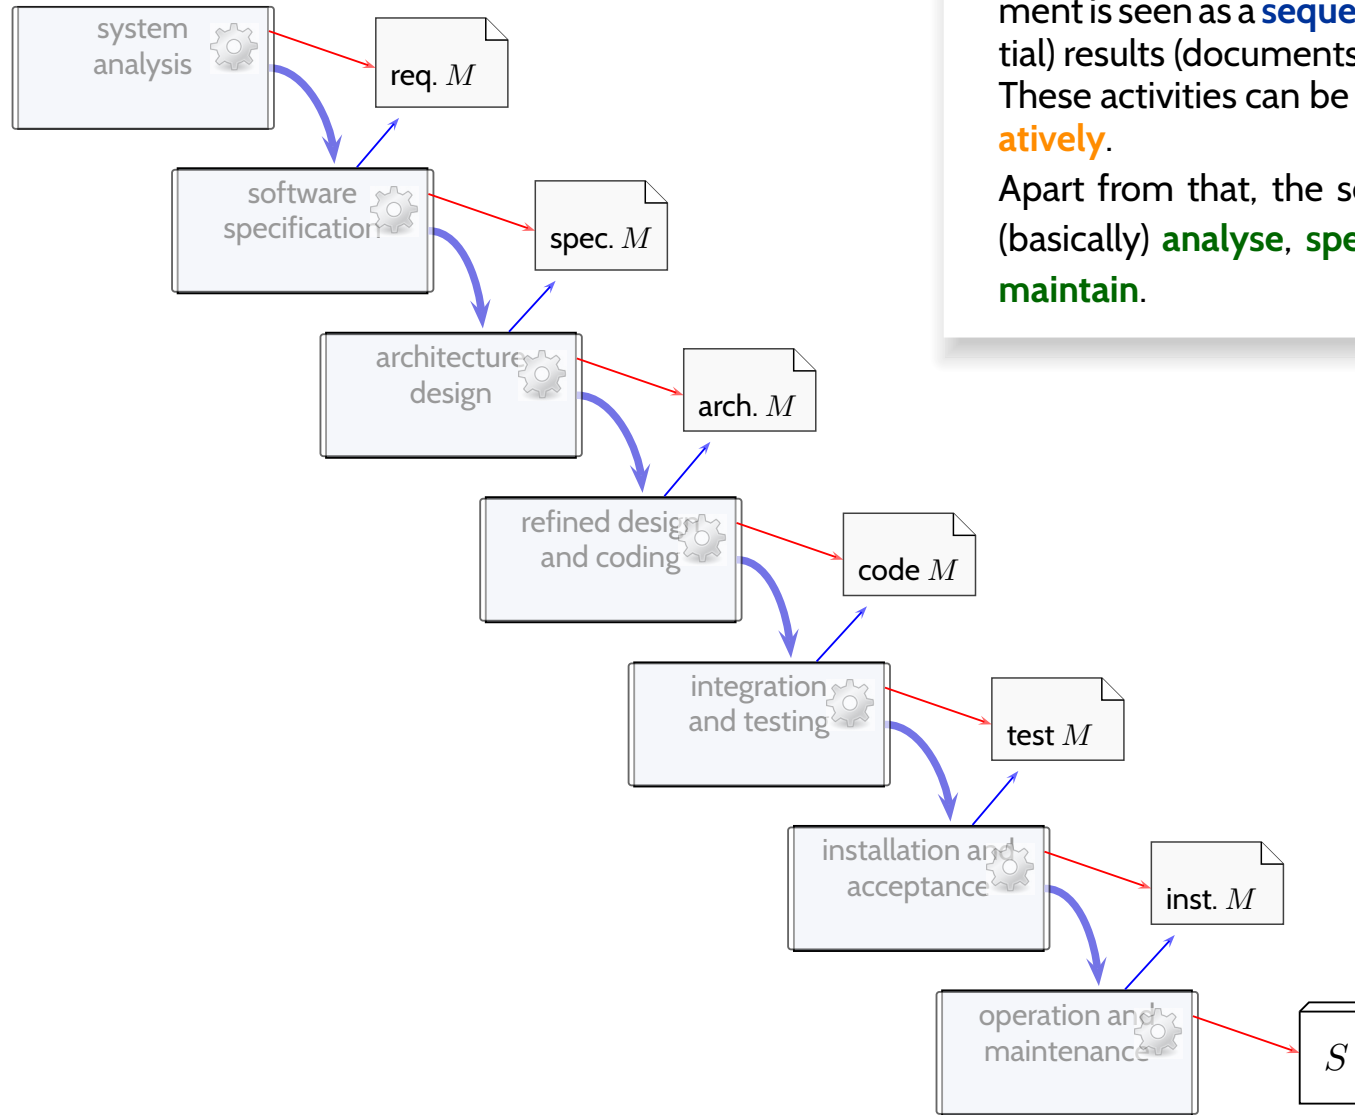 system
analysis
req. M
software
specification
spec. M
architecture
design
arch. M
refined design
and coding
code M
integration
and testing
test M
installation and
acceptance
inst. M
operation and
maintenance
S
ment is seen as a seque
tial) results (documents
These activities can be
atively.
Apart from that, the s
(basically) analyse, spe
maintain.